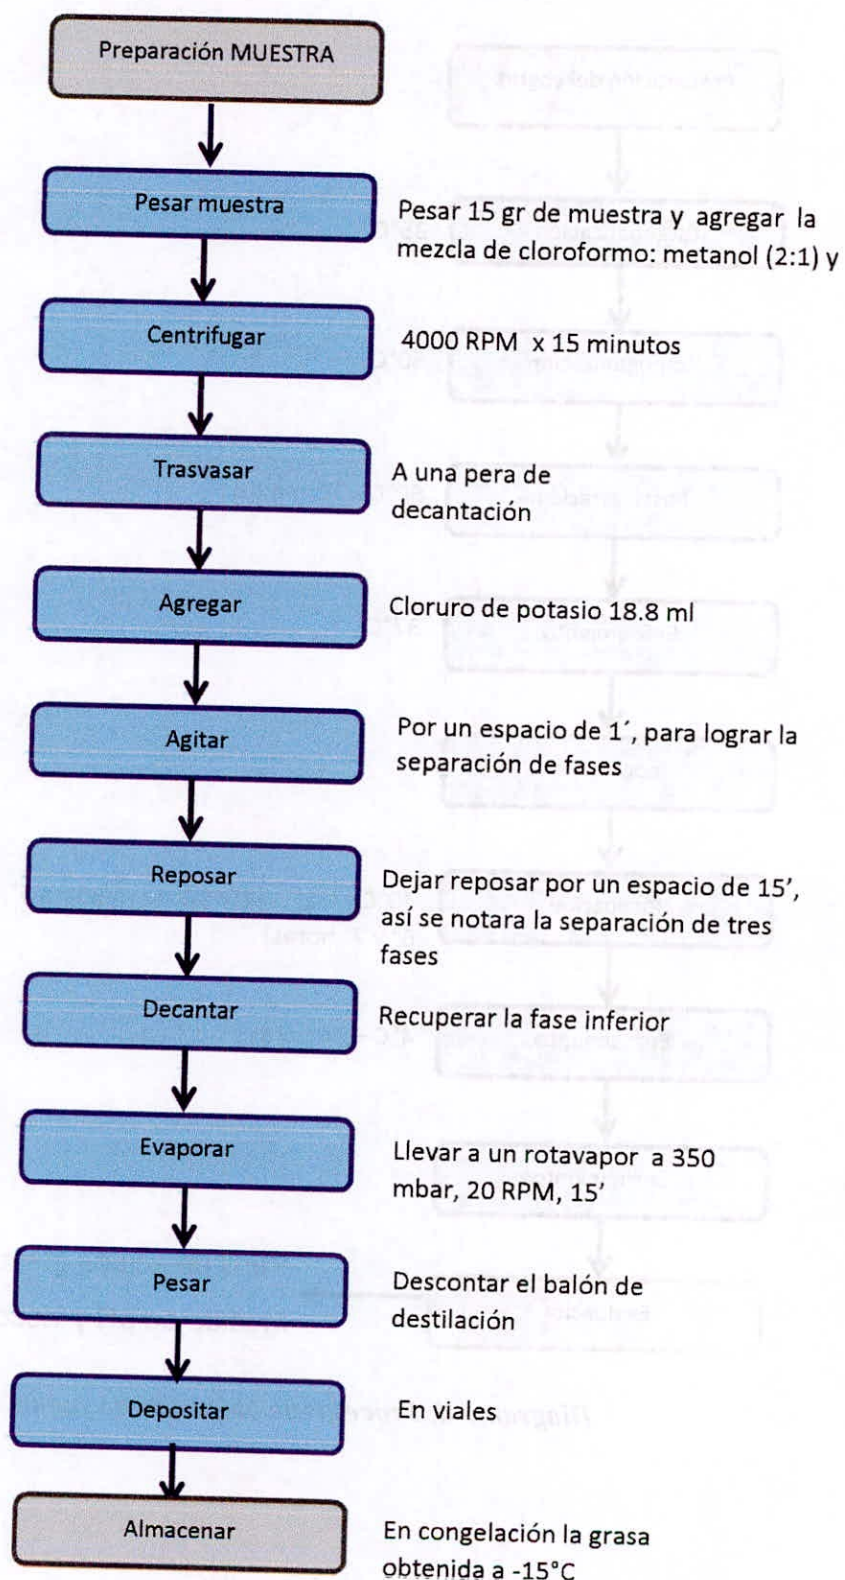 Preparación MUESTRA
Pesar muestra
Pesar 15 gr de muestra y agregar la
mezcla de cloroformo: metanol (2:1) y
Centrifugar
4000 RPM x 15 minutos
Trasvasar
A una pera de
decantación
Agregar
Cloruro de potasio 18.8 ml
Agitar
Por un espacio de 1´, para lograr la
separación de fases
Reposar
Dejar reposar por un espacio de 15’,
así se notara la separación de tres
fases
Decantar
Recuperar la fase inferior
Evaporar
Llevar a un rotavapor a 350
mbar, 20 RPM, 15’
Pesar
Descontar el balón de
destilación
Depositar
En viales
Almacenar
En congelación la grasa
obtenida a -15°C